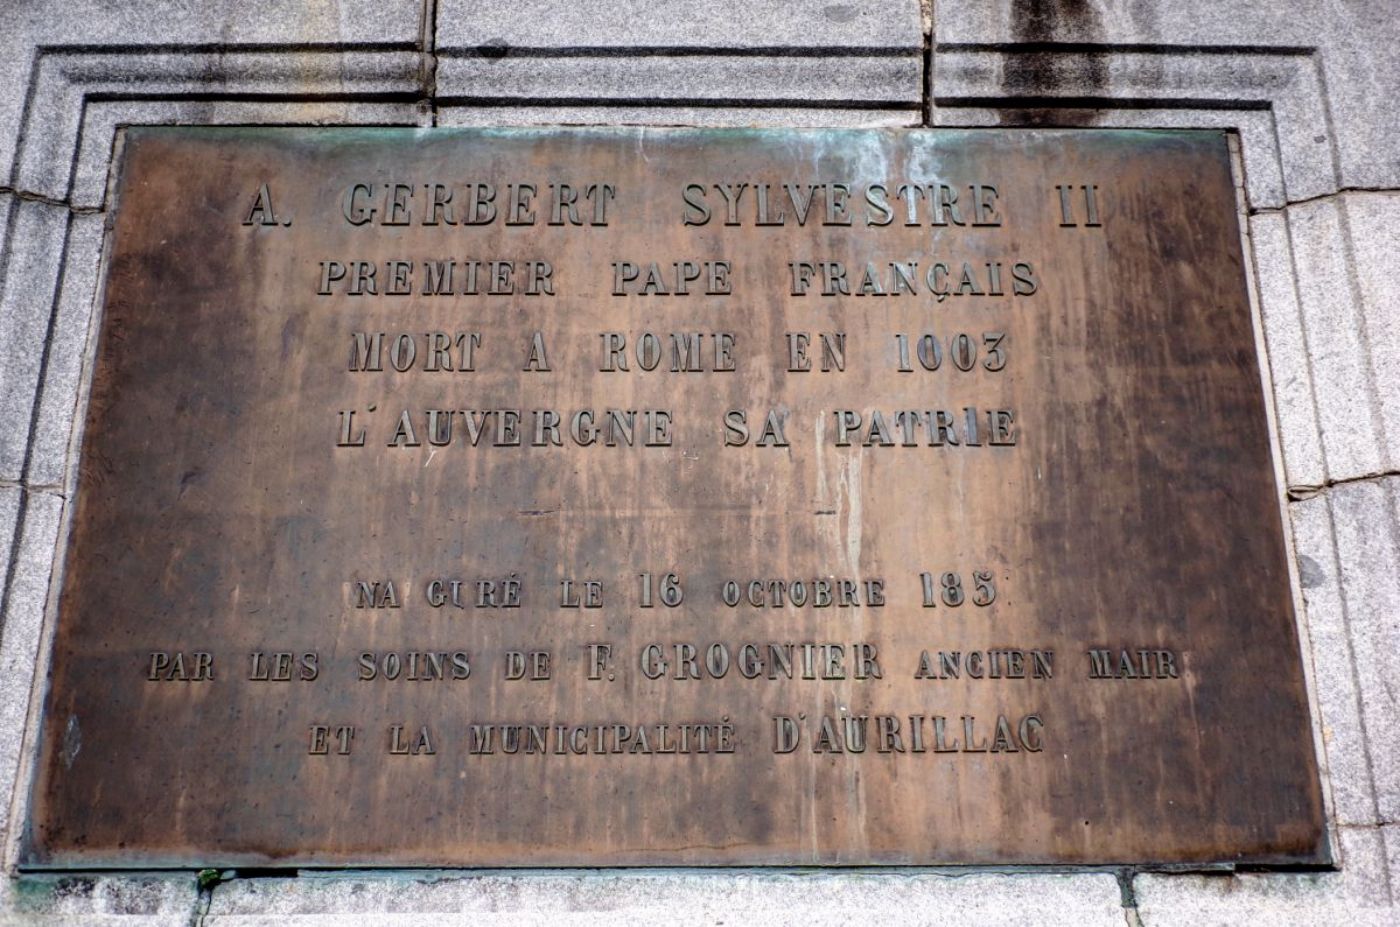 A. GERBERT SYLVESTRE II
PREMIER PAPE FRANÇAIS
MORT A ROME EN 1003
L'AUVERGNE SA PATRIE
NA GURÉ LE 16 OCTOBRE 185
PAR LES SOINS DE F. GROGNIER ANCIEN MAIR
ET LA MUNICIPALITÉ D'AURILLAC